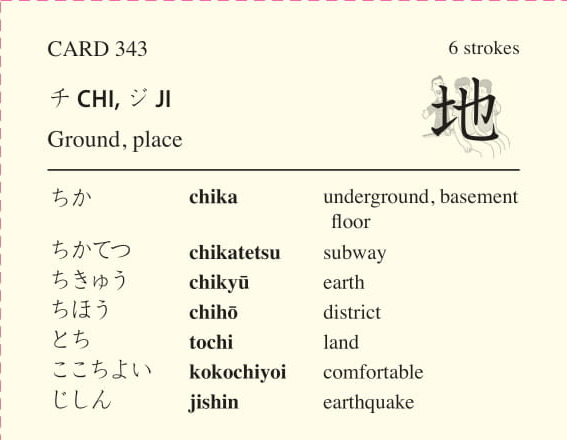 CARD 343 6 strokes
チ CHI, ジ JI
地
Ground, place
ちか chika underground, basement
floor
ちかてつ chikatetsu subway
ちきゅう chikyū earth
ちほう chihō district
とち tochi land
ここちよい kokochiyoi comfortable
じしん jishin earthquake